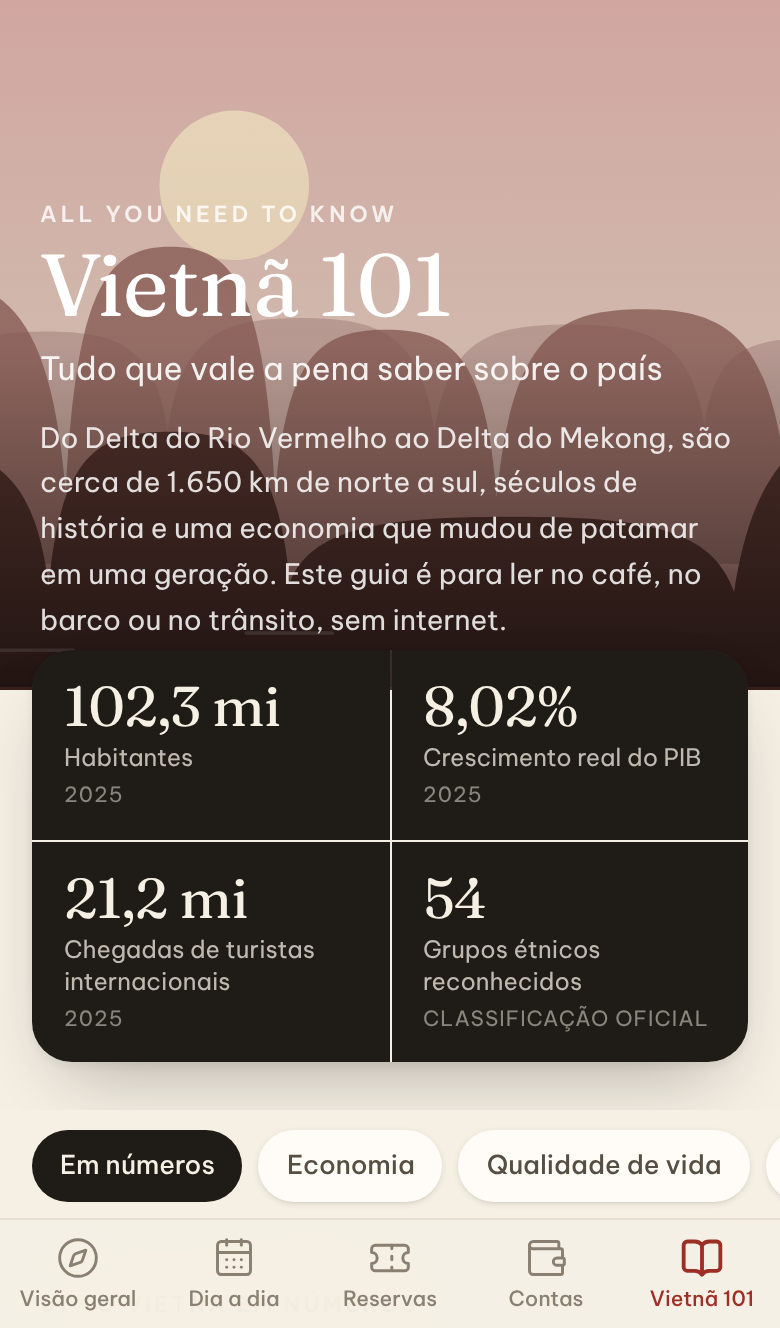 ALL YOU NEED TO KNOW
Vietnã 101
Tudo que vale a pena saber sobre o país
Do Delta do Rio Vermelho ao Delta do Mekong, são
cerca de 1.650 km de norte a sul, séculos de
história e uma economia que mudou de patamar
em uma geração. Este guia é para ler no café, no
barco ou no trânsito, sem internet.
102,3 mi
Habitantes
2025
8,02%
Crescimento real do PIB
2025
21,2 mi
Chegadas de turistas
internacionais
2025
54
Grupos étnicos
reconhecidos
CLASSIFICAÇÃO OFICIAL
Em números
Economia
Qualidade de vida
Visão geral
Dia a dia
Reservas
Contas
Vietnã 101